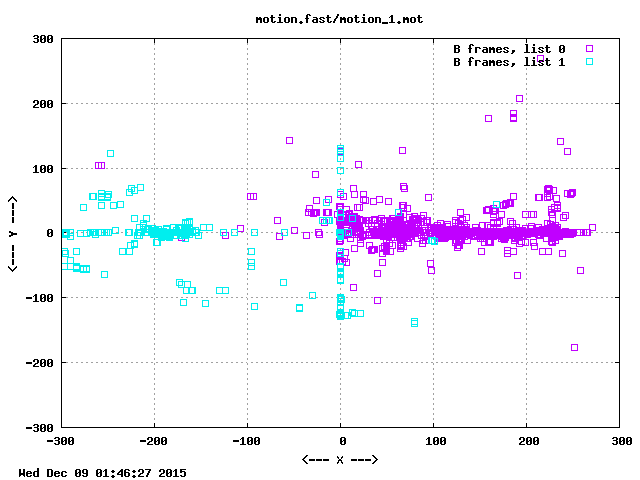 motion.fast/motion_1.mot
B frames, list 0
B frames, list 1
300
200
100
0
-100
-200
-300
<--- Y --->
-300 -200 -100 0 100 200 300
<--- X --->
Wed Dec 09 01:46:27 2015